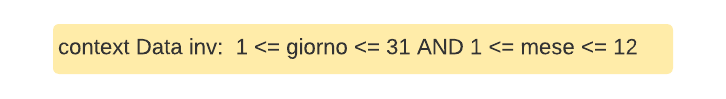 context Data inv:  1 <= giorno <= 31 AND 1 <= mese <= 12